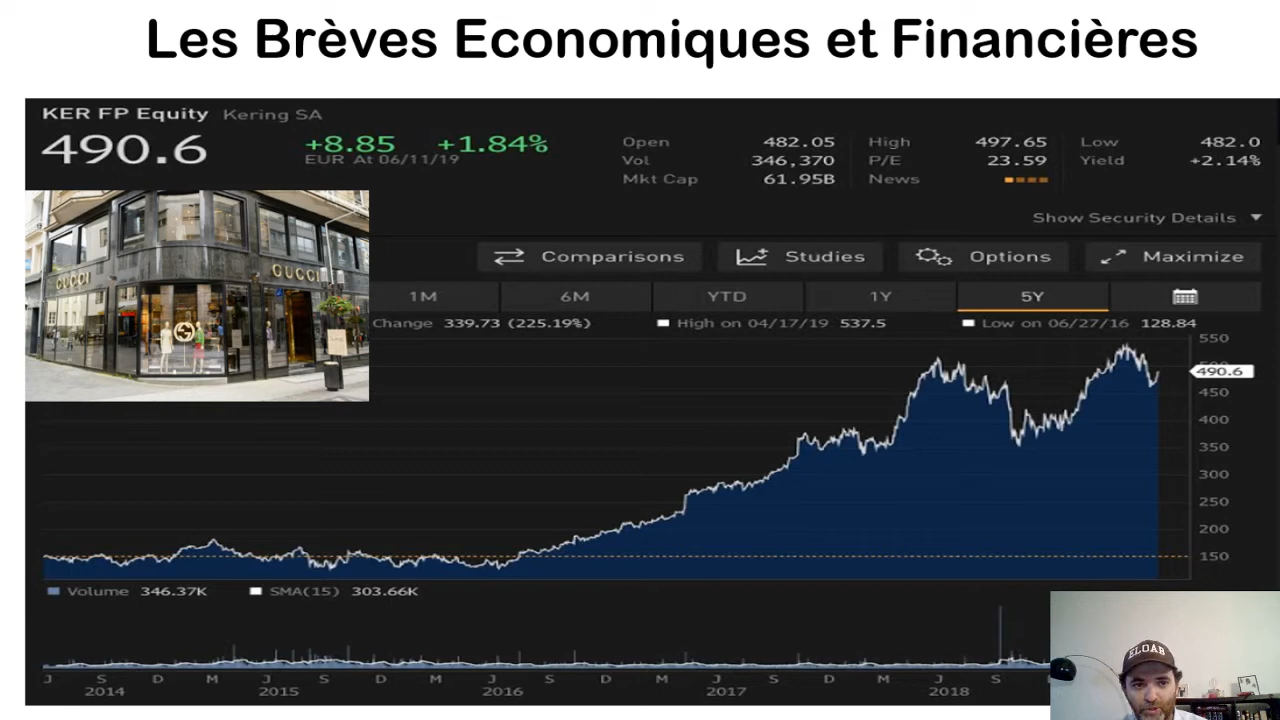 Les Brèves Economiques et Financières
KER FP Equity Kering SA
490.6 +8.85 +1.84%
EUR At 06/11/19
Open 482.05 High 497.65 Low 482.0
Vol 346,370 P/E 23.59 Yield +2.14%
Mkt Cap 61.95B News
Show Security Details
Comparisons Studies Options Maximize
1M 6M YTD 1Y 5Y
Change 339.73 (225.19%) High on 04/17/19 537.5 Low on 06/27/16 128.84
GUCCI GUCCI
550
490.6
450
400
350
300
250
200
150
Volume 346.37K SMA(15) 303.66K
J S D M J S D M J S D M J S D M J S
2014 2015 2016 2017 2018
ELOAB